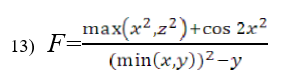 13) F= max(x²,z²)+cos 2x²
(min(x,y))²−y